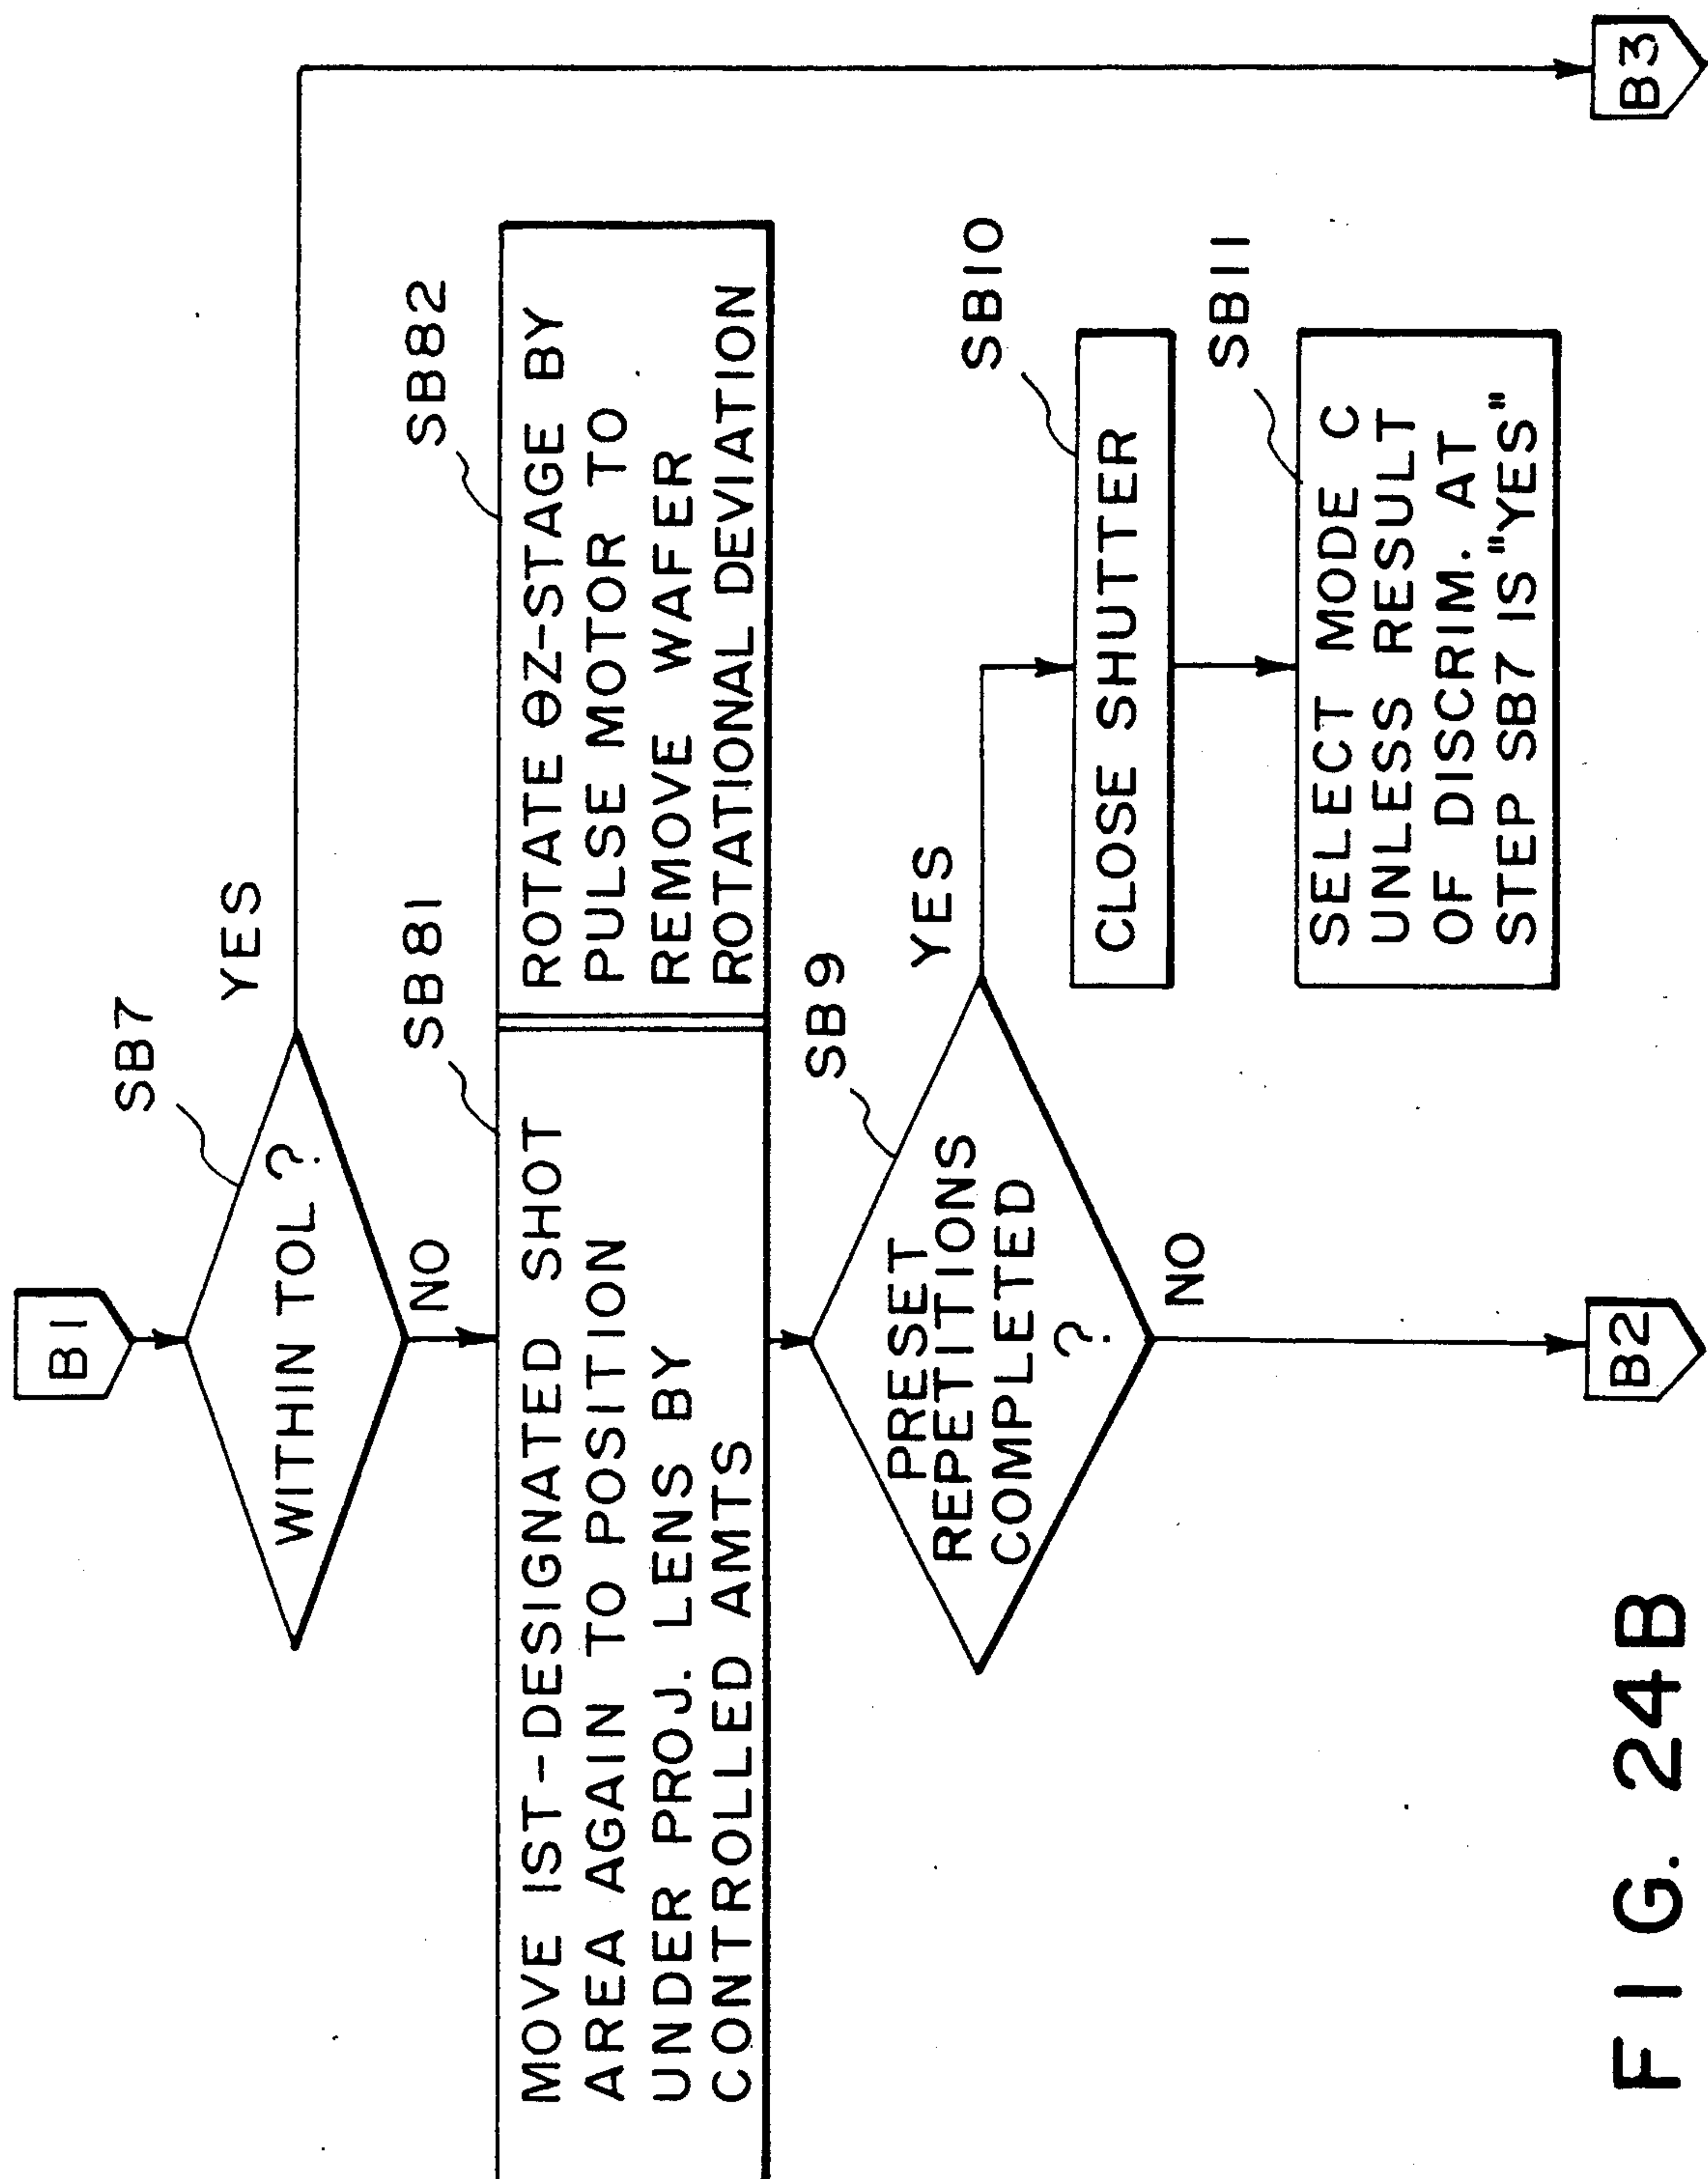 B1
SB7
WITHIN TOL ?
YES
NO
SB81
MOVE 1ST-DESIGNATED SHOT
AREA AGAIN TO POSITION
UNDER PROJ. LENS BY
CONTROLLED AMTS
SB82
ROTATE θZ-STAGE BY
PULSE MOTOR TO
REMOVE WAFER
ROTATIONAL DEVIATION
SB9
PRESET
REPETITIONS
COMPLETED
?
YES
NO
SB10
CLOSE SHUTTER
SB11
SELECT MODE C
UNLESS RESULT
OF DISCRIM. AT
STEP SB7 IS "YES"
B2
B3
FIG. 24B